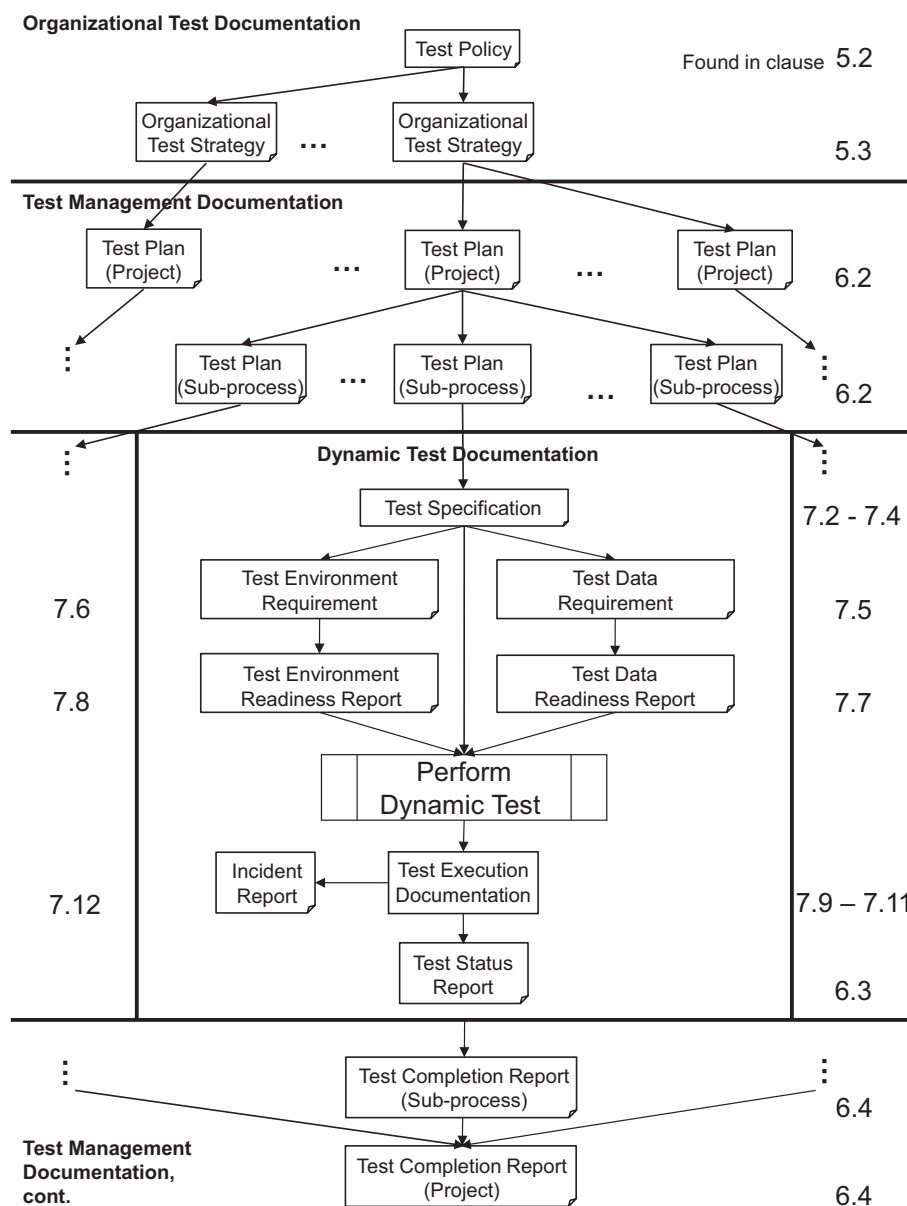 Organizational Test Documentation
Test Policy
Found in clause 5.2
Organizational
Test Strategy
...
Organizational
Test Strategy
5.3
Test Management Documentation
Test Plan
(Project)
...
Test Plan
(Project)
...
Test Plan
(Project)
6.2
...
Test Plan
(Sub-process)
...
Test Plan
(Sub-process)
...
Test Plan
(Sub-process)
...
6.2
...
Dynamic Test Documentation
...
Test Specification
7.2 - 7.4
7.6
Test Environment
Requirement
Test Data
Requirement
7.5
7.8
Test Environment
Readiness Report
Test Data
Readiness Report
7.7
Perform
Dynamic Test
7.12
Incident
Report
Test Execution
Documentation
7.9 – 7.11
Test Status
Report
6.3
...
...
Test Completion Report
(Sub-process)
6.4
Test Management
Documentation,
cont.
Test Completion Report
(Project)
6.4